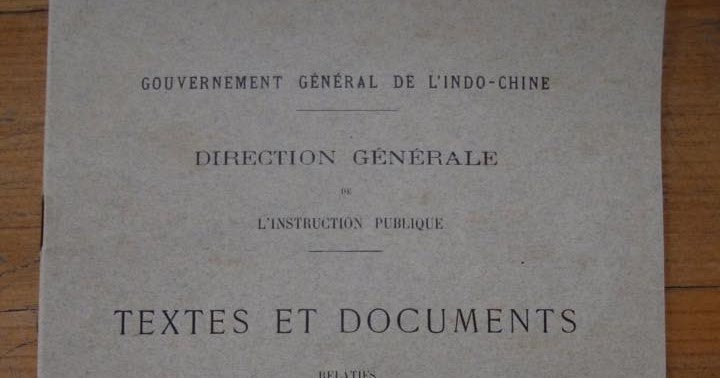 GOUVERNEMENT GÉNÉRAL DE L'INDO-CHINE
DIRECTION GÉNÉRALE
DE
L'INSTRUCTION PUBLIQUE
TEXTES ET DOCUMENTS
RELATIFS